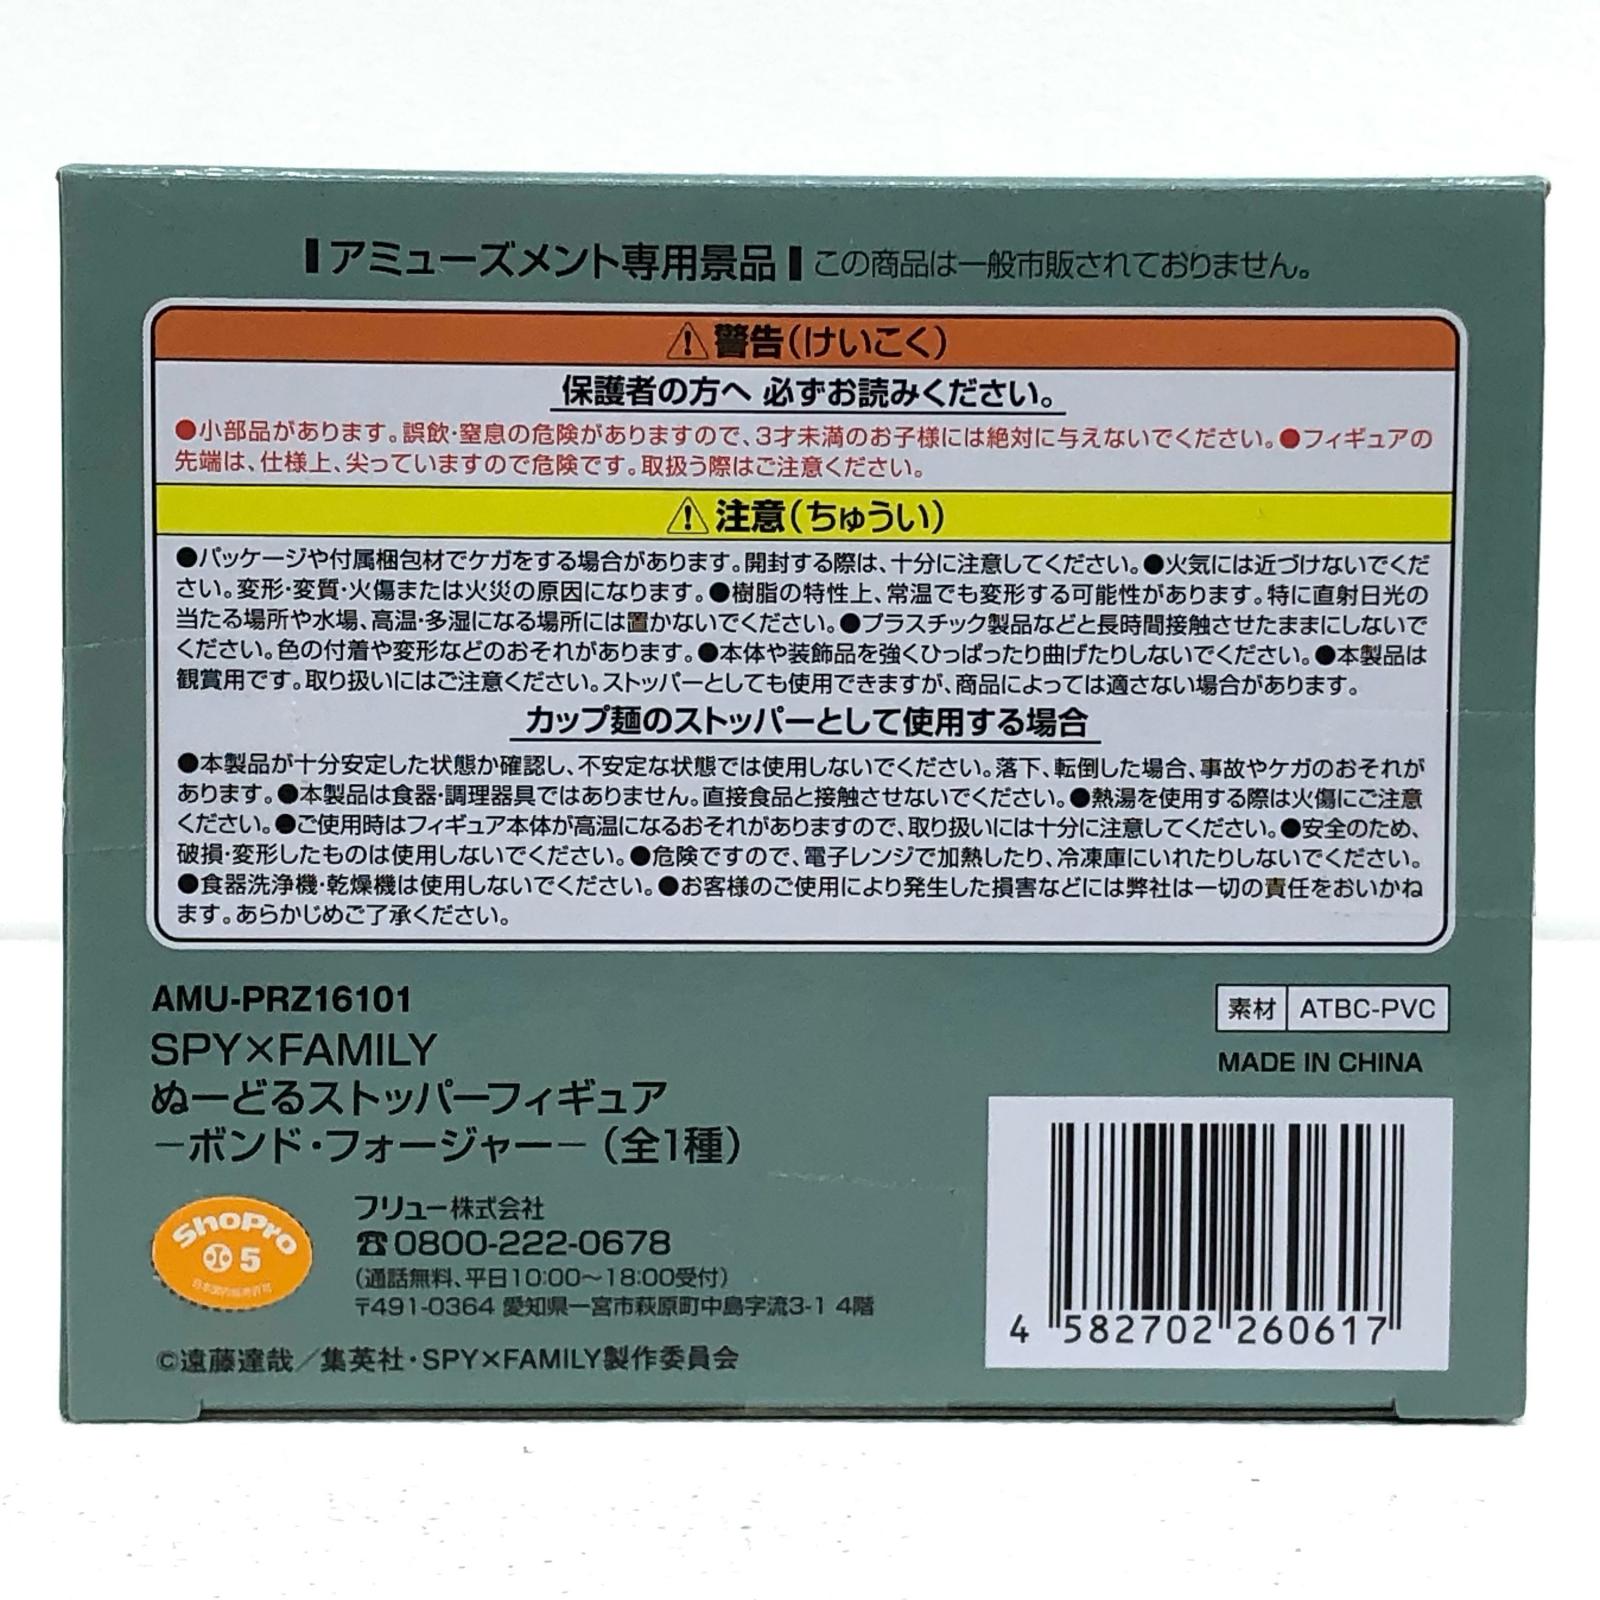 アミューズメント専用景品 この商品は一般市販されておりません。
⚠警告(けいこく)
保護者の方へ 必ずお読みください。
●小部品があります。誤飲・窒息の危険がありますので、3才未満のお子様には絶対に与えないでください。●フィギュアの
先端は、仕様上、尖っていますので危険です。取扱う際はご注意ください。
⚠注意(ちゅうい)
●パッケージや付属梱包材でケガをする場合があります。開封する際は、十分に注意してください。●火気には近づけないでくだ
さい。変形・変質・火傷または火災の原因になります。●樹脂の特性上、常温でも変形する可能性があります。特に直射日光の
当たる場所や水場、高温・多湿になる場所には置かないでください。●プラスチック製品などと長時間接触させたままにしないで
ください。色の付着や変形などのおそれがあります。●本体や装飾品を強くひっぱったり曲げたりしないでください。●本製品は
観賞用です。取り扱いにはご注意ください。ストッパーとしても使用できますが、商品によっては適さない場合があります。
カップ麺のストッパーとして使用する場合
●本製品が十分安定した状態か確認し、不安定な状態では使用しないでください。落下、転倒した場合、事故やケガのおそれが
あります。●本製品は食器・調理器具ではありません。直接食品と接触させないでください。●熱湯を使用する際は火傷にご注意
ください。●ご使用時はフィギュア本体が高温になるおそれがありますので、取り扱いには十分に注意してください。●安全のため、
破損・変形したものは使用しないでください。●危険ですので、電子レンジで加熱したり、冷凍庫にいれたりしないでください。
●食器洗浄機・乾燥機は使用しないでください。●お客様のご使用により発生した損害などには弊社は一切の責任をおいかね
ます。あらかじめご了承ください。
AMU-PRZ16101
SPY×FAMILY
ぬーどるストッパーフィギュア
−ボンド・フォージャー−(全1種)
素材 ATBC-PVC
MADE IN CHINA
ShoPro
5
日本国内販売許可
フリュー株式会社
☎0800-222-0678
(通話無料、平日10:00〜18:00受付)
〒491-0364 愛知県一宮市萩原町中島字流3-1 4階
©遠藤達哉/集英社・SPY×FAMILY製作委員会
4 582702 260617